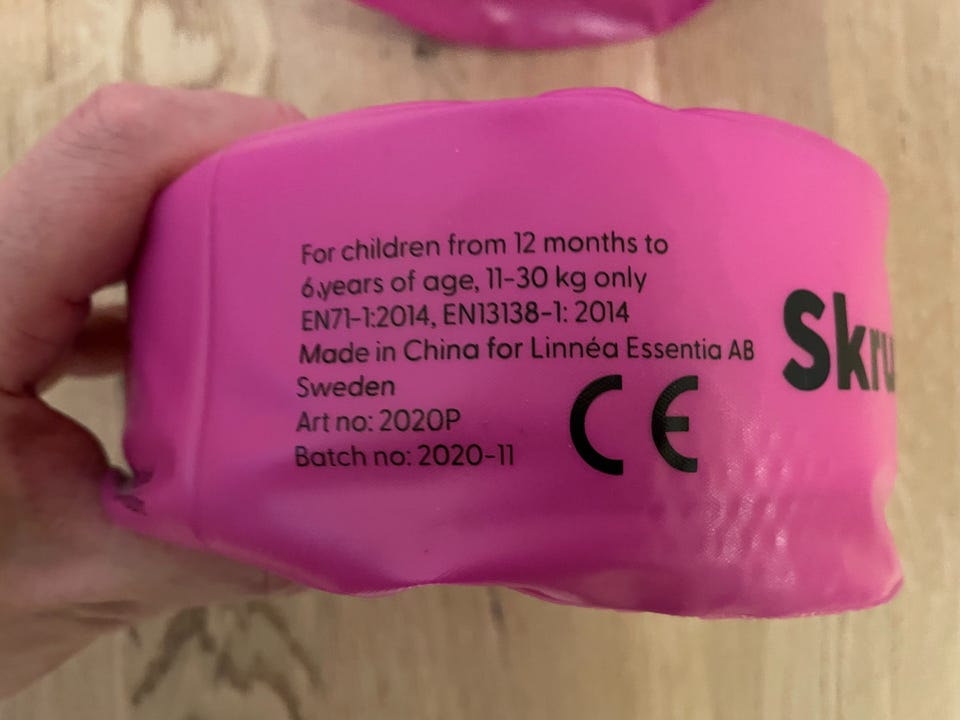 For children from 12 months to
6 years of age, 11-30 kg only
EN71-1:2014, EN13138-1: 2014
Made in China for Linnéa Essentia AB
Sweden
Art no: 2020P
Batch no: 2020-11
CE
Skru